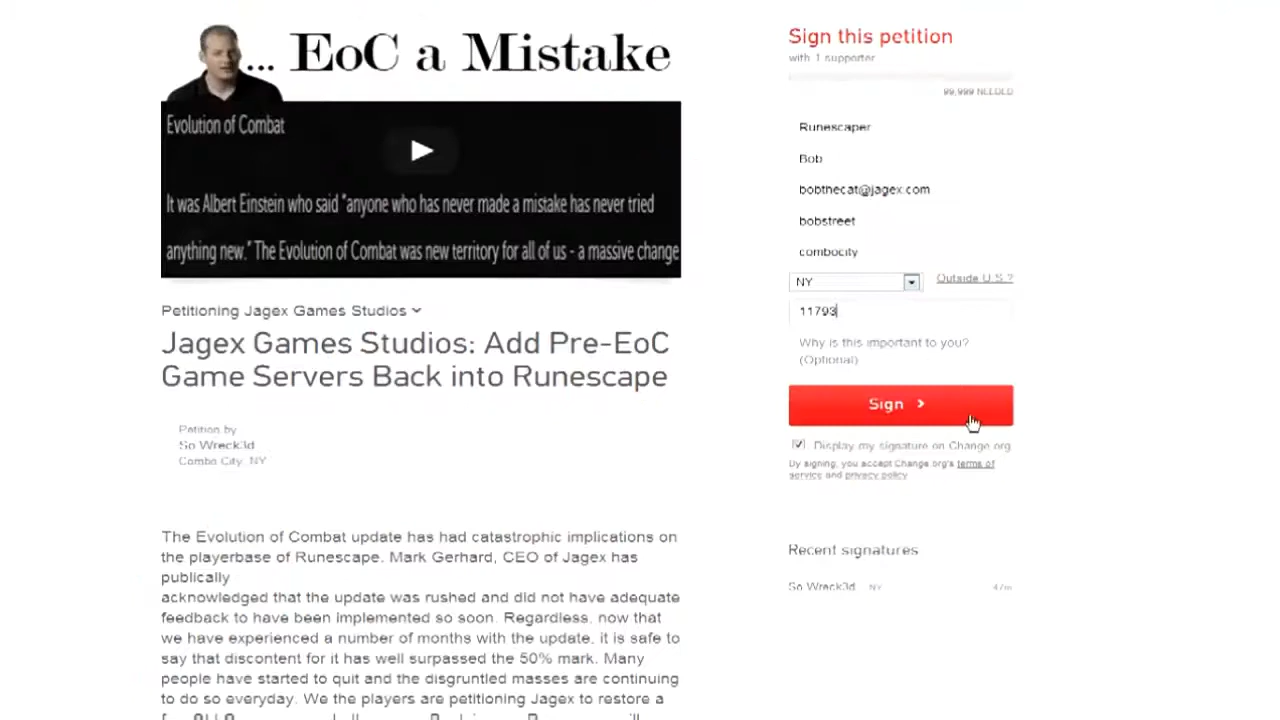 ... EoC a Mistake
Evolution of Combat
It was Albert Einstein who said "anyone who has never made a mistake has never tried
anything new." The Evolution of Combat was new territory for all of us - a massive change
Petitioning Jagex Games Studios
Jagex Games Studios: Add Pre-EoC
Game Servers Back into Runescape
Petition by
So Wreck3d
Combo City, NY
The Evolution of Combat update has had catastrophic implications on
the playerbase of Runescape. Mark Gerhard, CEO of Jagex has
publically
acknowledged that the update was rushed and did not have adequate
feedback to have been implemented so soon. Regardless, now that
we have experienced a number of months with the update, it is safe to
say that discontent for it has well surpassed the 50% mark. Many
people have started to quit and the disgruntled masses are continuing
to do so everyday. We the players are petitioning Jagex to restore a
Sign this petition
with 1 supporter
99,999 NEEDED
Runescaper
Bob
bobthecat@jagex.com
bobstreet
combocity
NY Outside U.S.?
11793
Why is this important to you?
(Optional)
Sign >
Display my signature on Change.org
By signing, you accept Change.org's terms of
service and privacy policy
Recent signatures
So Wreck3d NY 47m